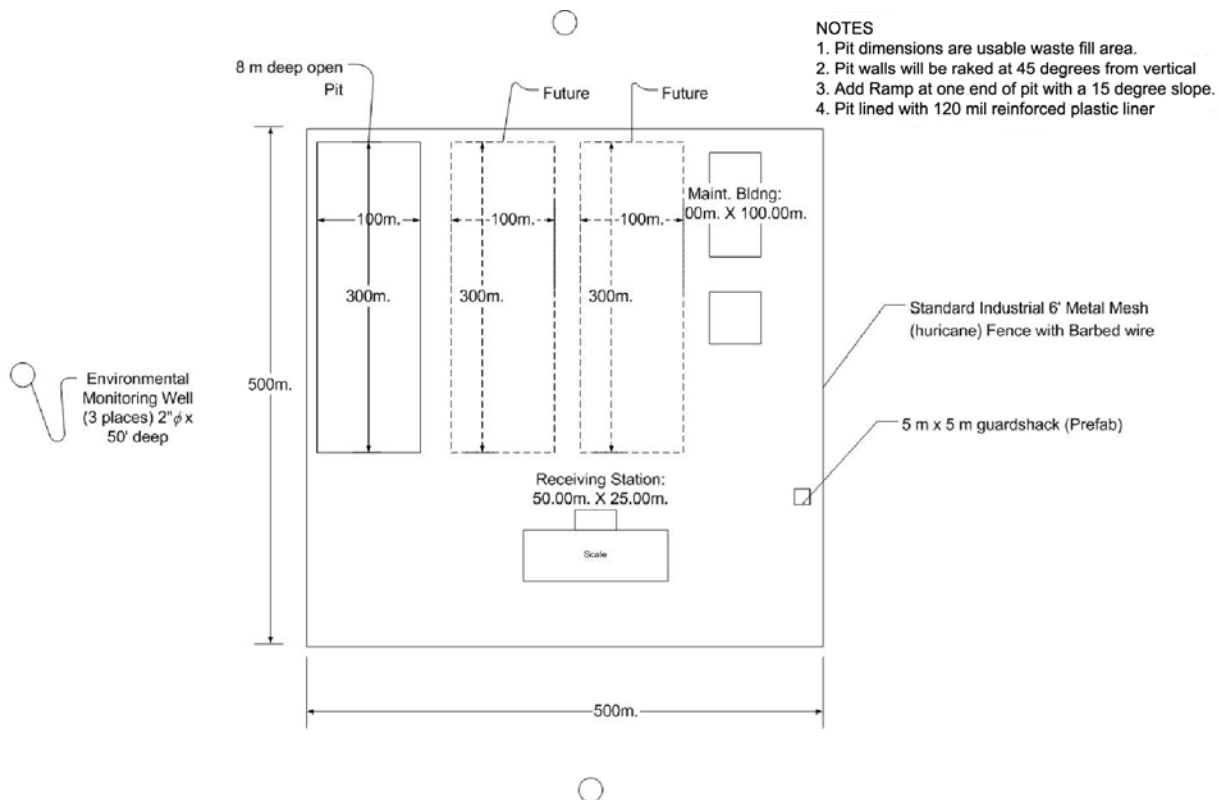 NOTES
1. Pit dimensions are usable waste fill area.
2. Pit walls will be raked at 45 degrees from vertical
3. Add Ramp at one end of pit with a 15 degree slope.
4. Pit lined with 120 mil reinforced plastic liner
8 m deep open
Pit
Future
Future
Maint. Bldng:
00m. X 100.00m.
100m.
100m.
100m.
300m.
300m.
300m.
Standard Industrial 6' Metal Mesh
(huricane) Fence with Barbed wire
Environmental
Monitoring Well
(3 places) 2"ϕ x
50' deep
500m.
5 m x 5 m guardshack (Prefab)
Receiving Station:
50.00m. X 25.00m.
Scale
500m.